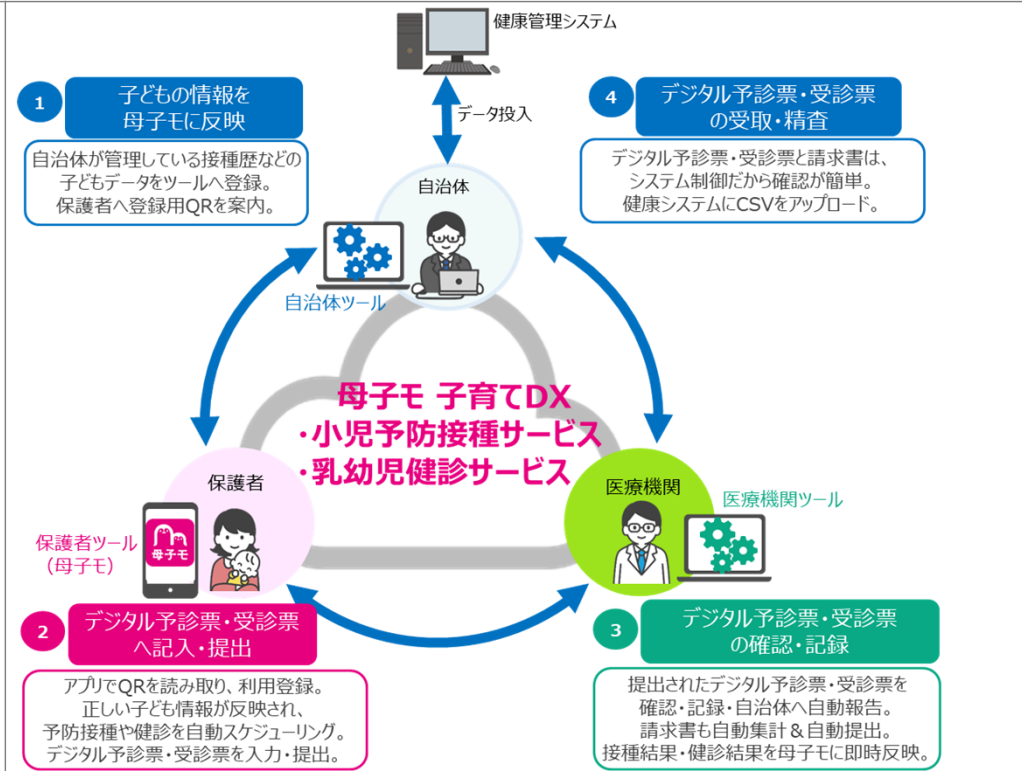 健康管理システム
データ投入
1
子どもの情報を
母子モに反映
自治体が管理している接種歴などの
子どもデータをツールへ登録。
保護者へ登録用QRを案内。
4
デジタル予診票・受診票
の受取・精査
デジタル予診票・受診票と請求書は、
システム制御だから確認が簡単。
健康システムにCSVをアップロード。
自治体
自治体ツール
母子モ 子育てDX
・小児予防接種サービス
・乳幼児健診サービス
保護者
保護者ツール
(母子モ)
母子モ
医療機関
医療機関ツール
2
デジタル予診票・受診票
へ記入・提出
アプリでQRを読み取り、利用登録。
正しい子ども情報が反映され、
予防接種や健診を自動スケジューリング。
デジタル予診票・受診票を入力・提出。
3
デジタル予診票・受診票
の確認・記録
提出されたデジタル予診票・受診票を
確認・記録・自治体へ自動報告。
請求書も自動集計＆自動提出。
接種結果・健診結果を母子モに即時反映。